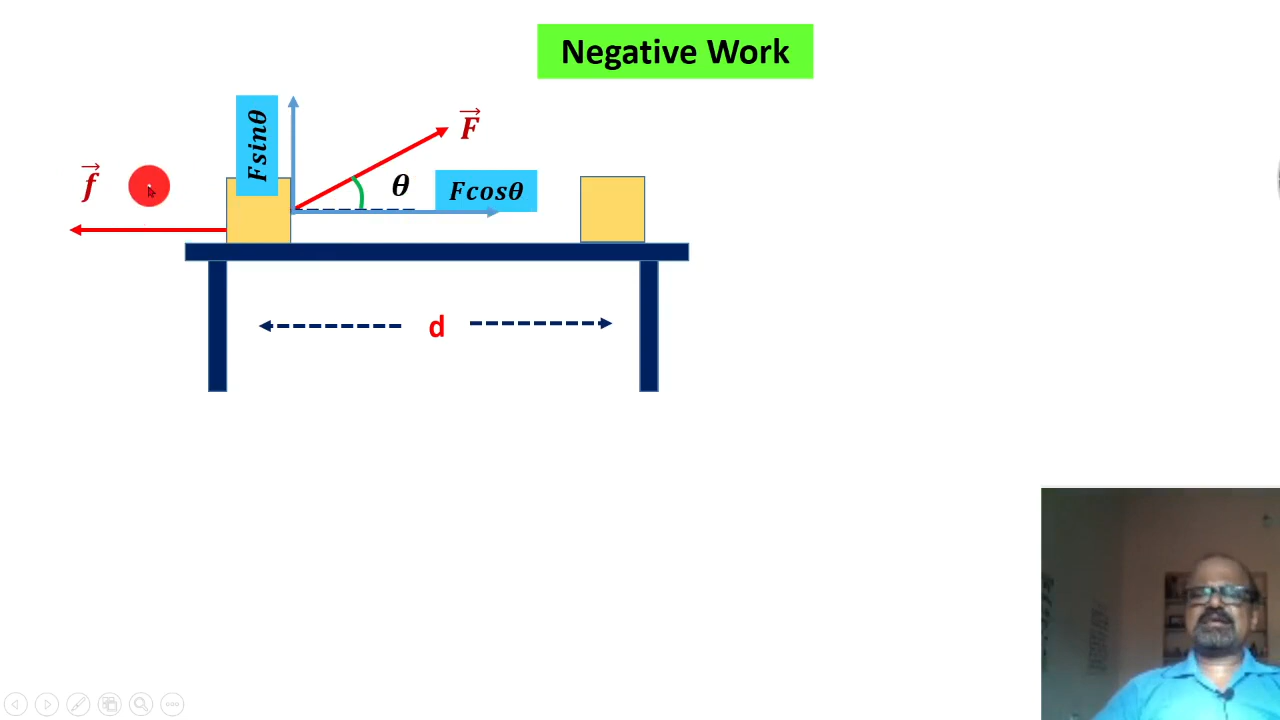 Negative Work
Fsinθ
F
f
θ
Fcosθ
d